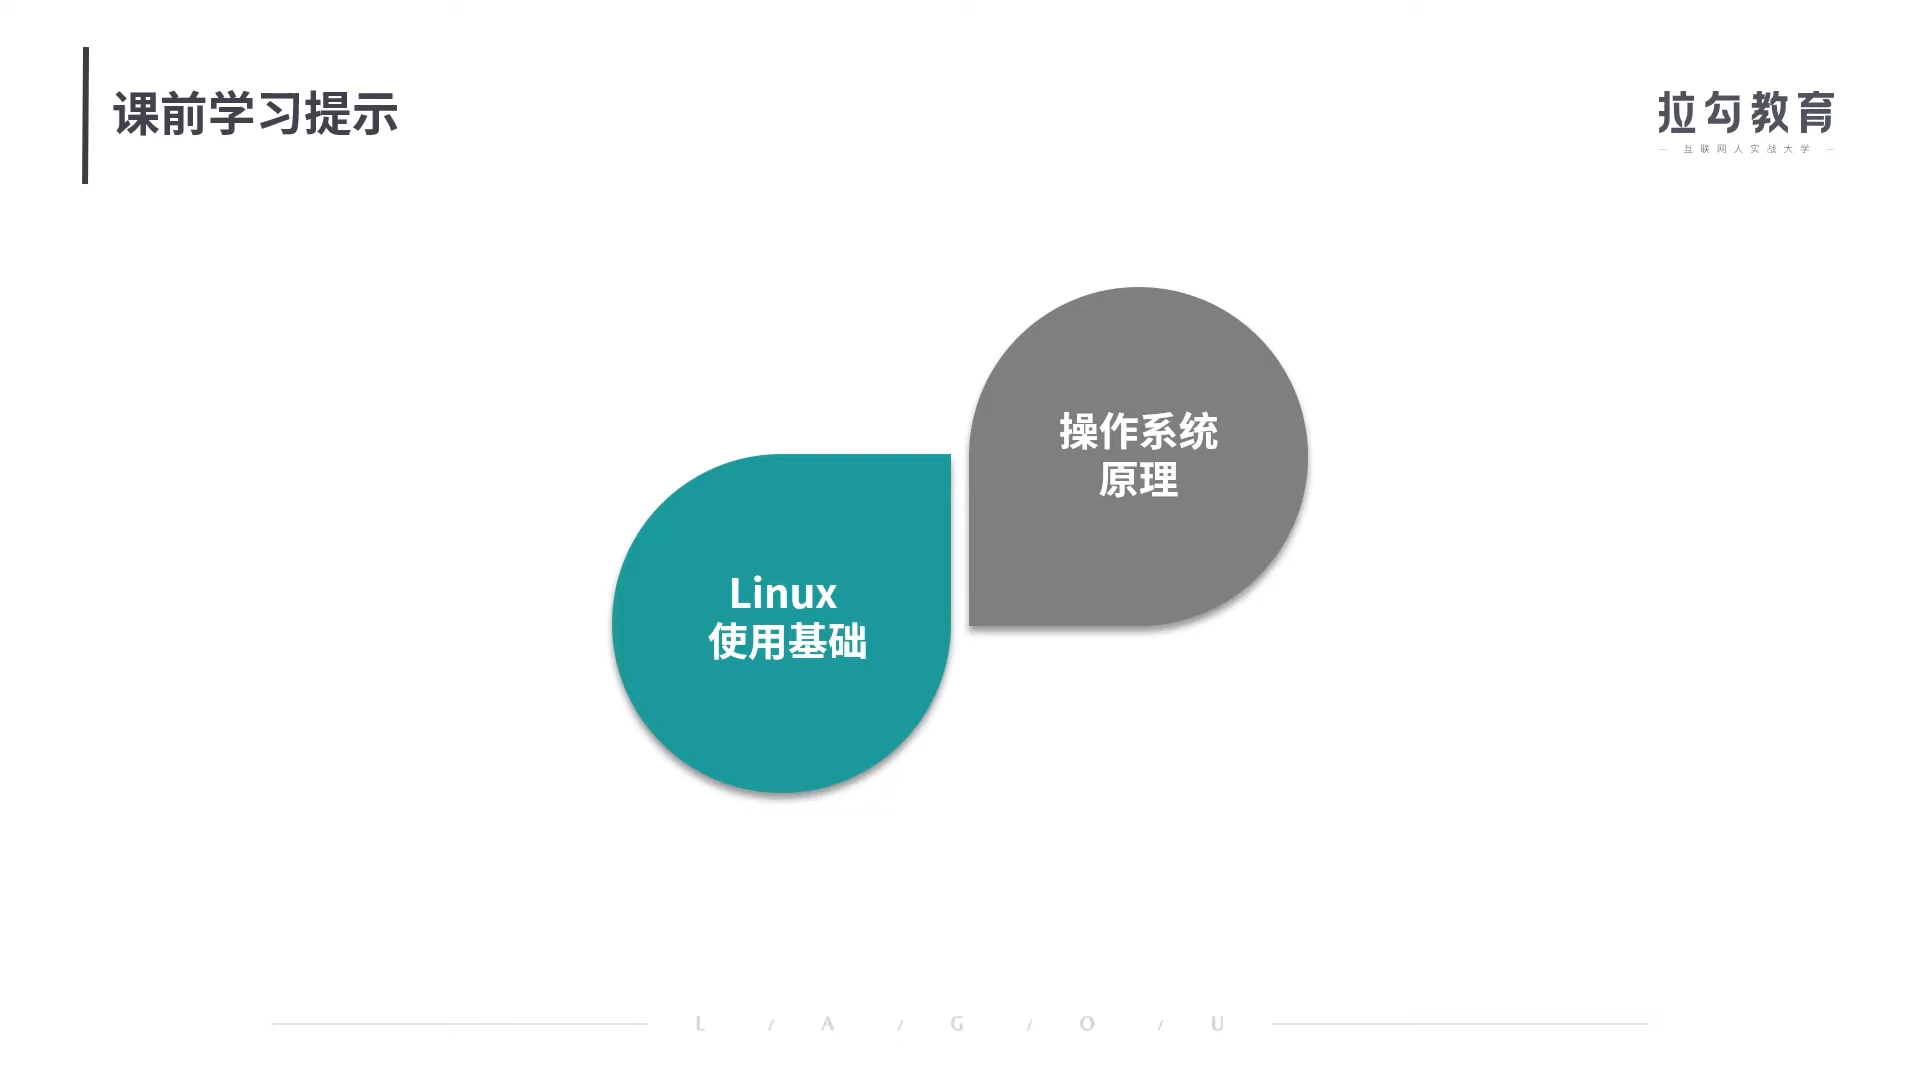 课前学习提示
拉勾教育
— 互联网人实战大学 —
操作系统
原理
Linux
使用基础
L / A / G / O / U